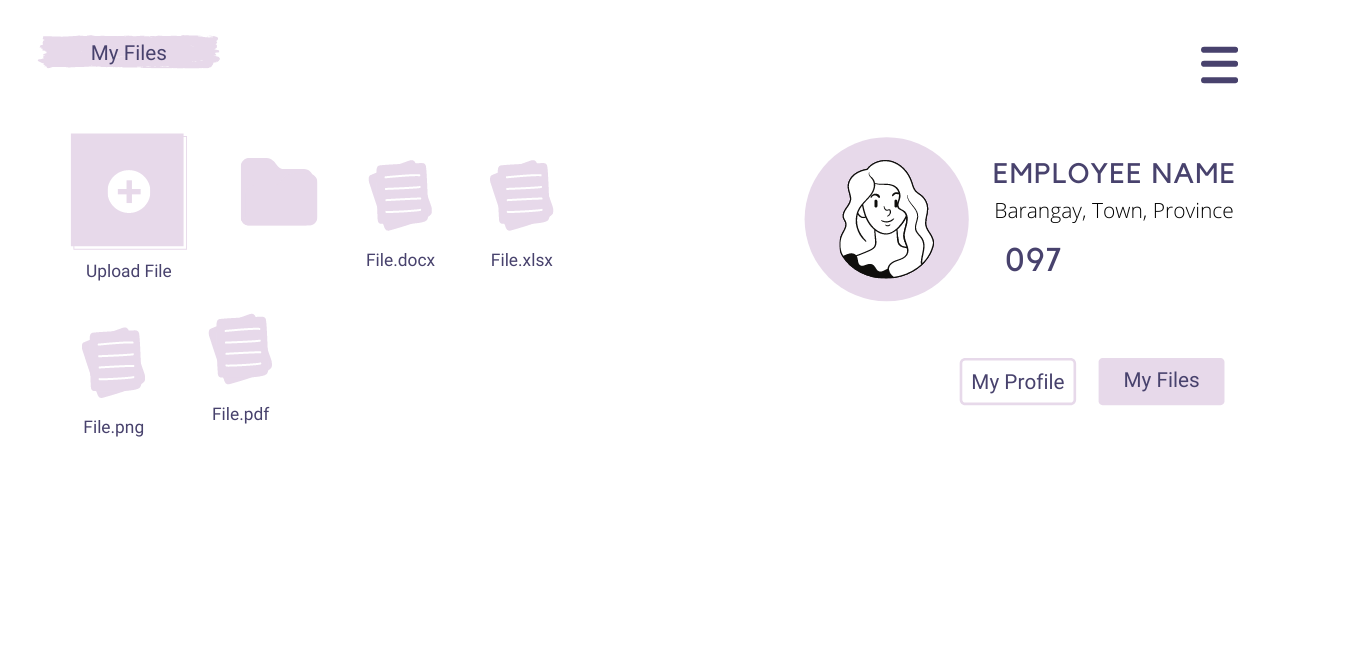 My Files
Upload File
File.docx
File.xlsx
File.png
File.pdf
EMPLOYEE NAME
Barangay, Town, Province
097
My Profile
My Files